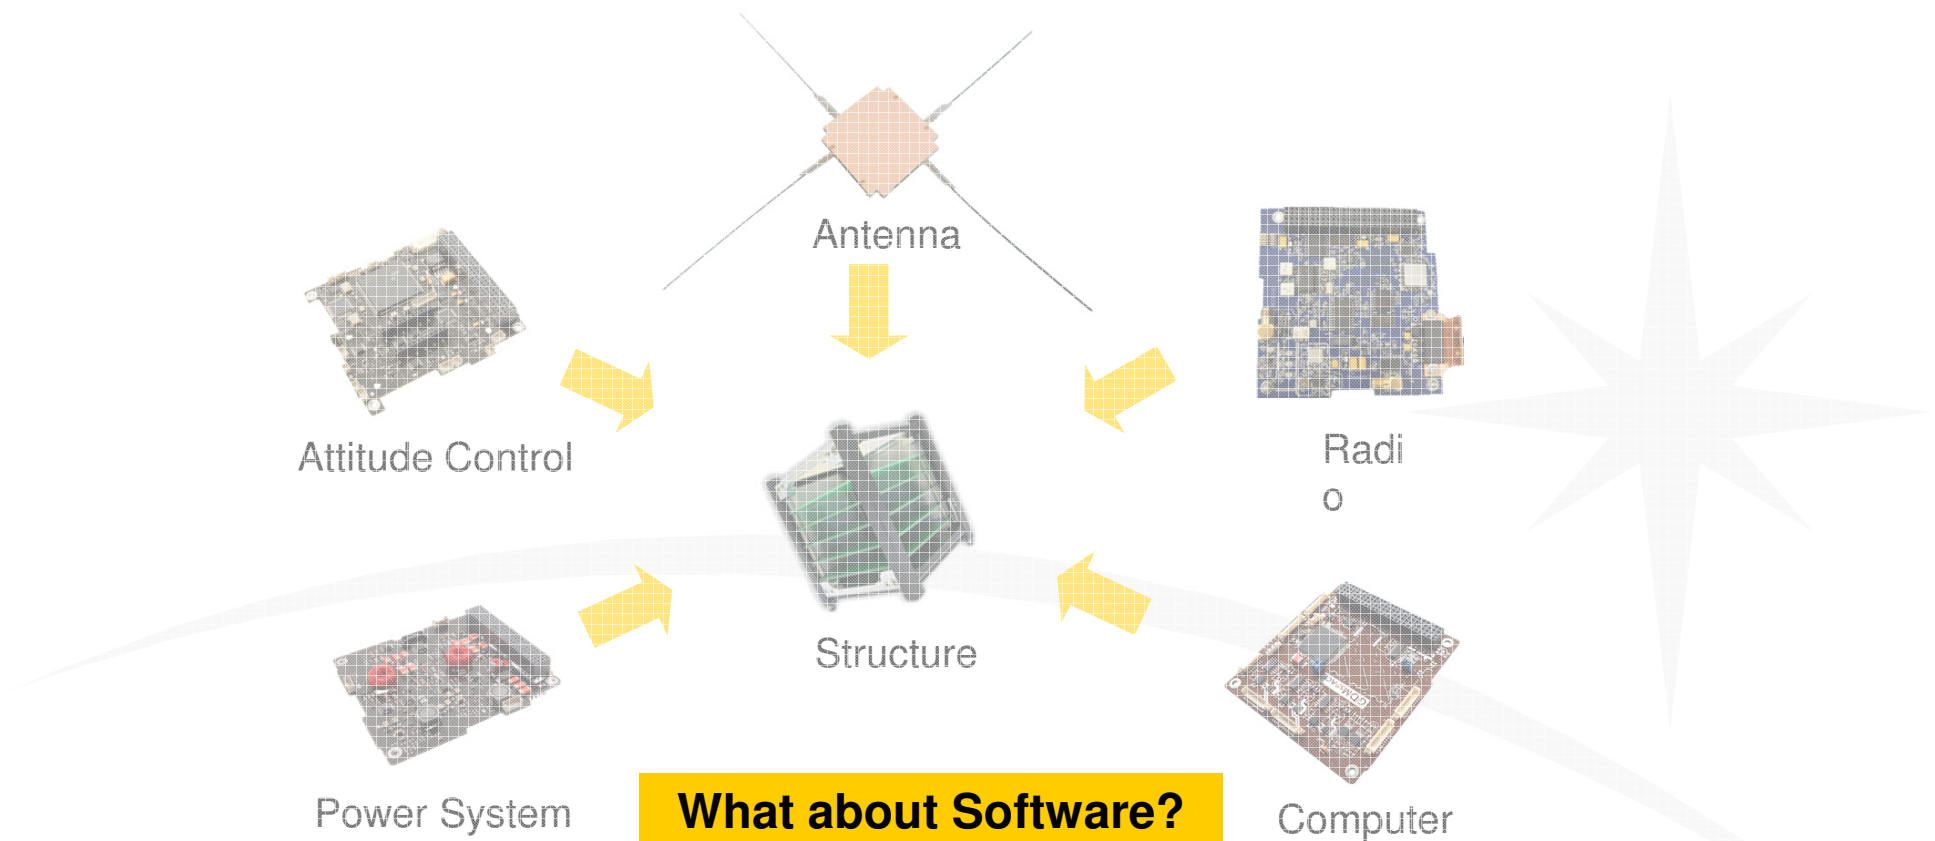 Antenna
Attitude Control
Radi
o
Structure
Power System
What about Software?
Computer